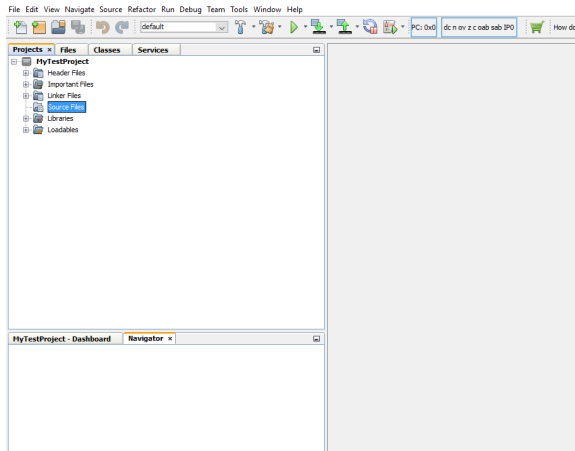 File Edit View Navigate Source Refactor Run Debug Team Tools Window Help
default PC: 0x0 dc n ov z c oab sab IP0 How do
Projects × Files Classes Services
MyTestProject
Header Files
Important Files
Linker Files
Source Files
Libraries
Loadables
MyTestProject - Dashboard Navigator ×